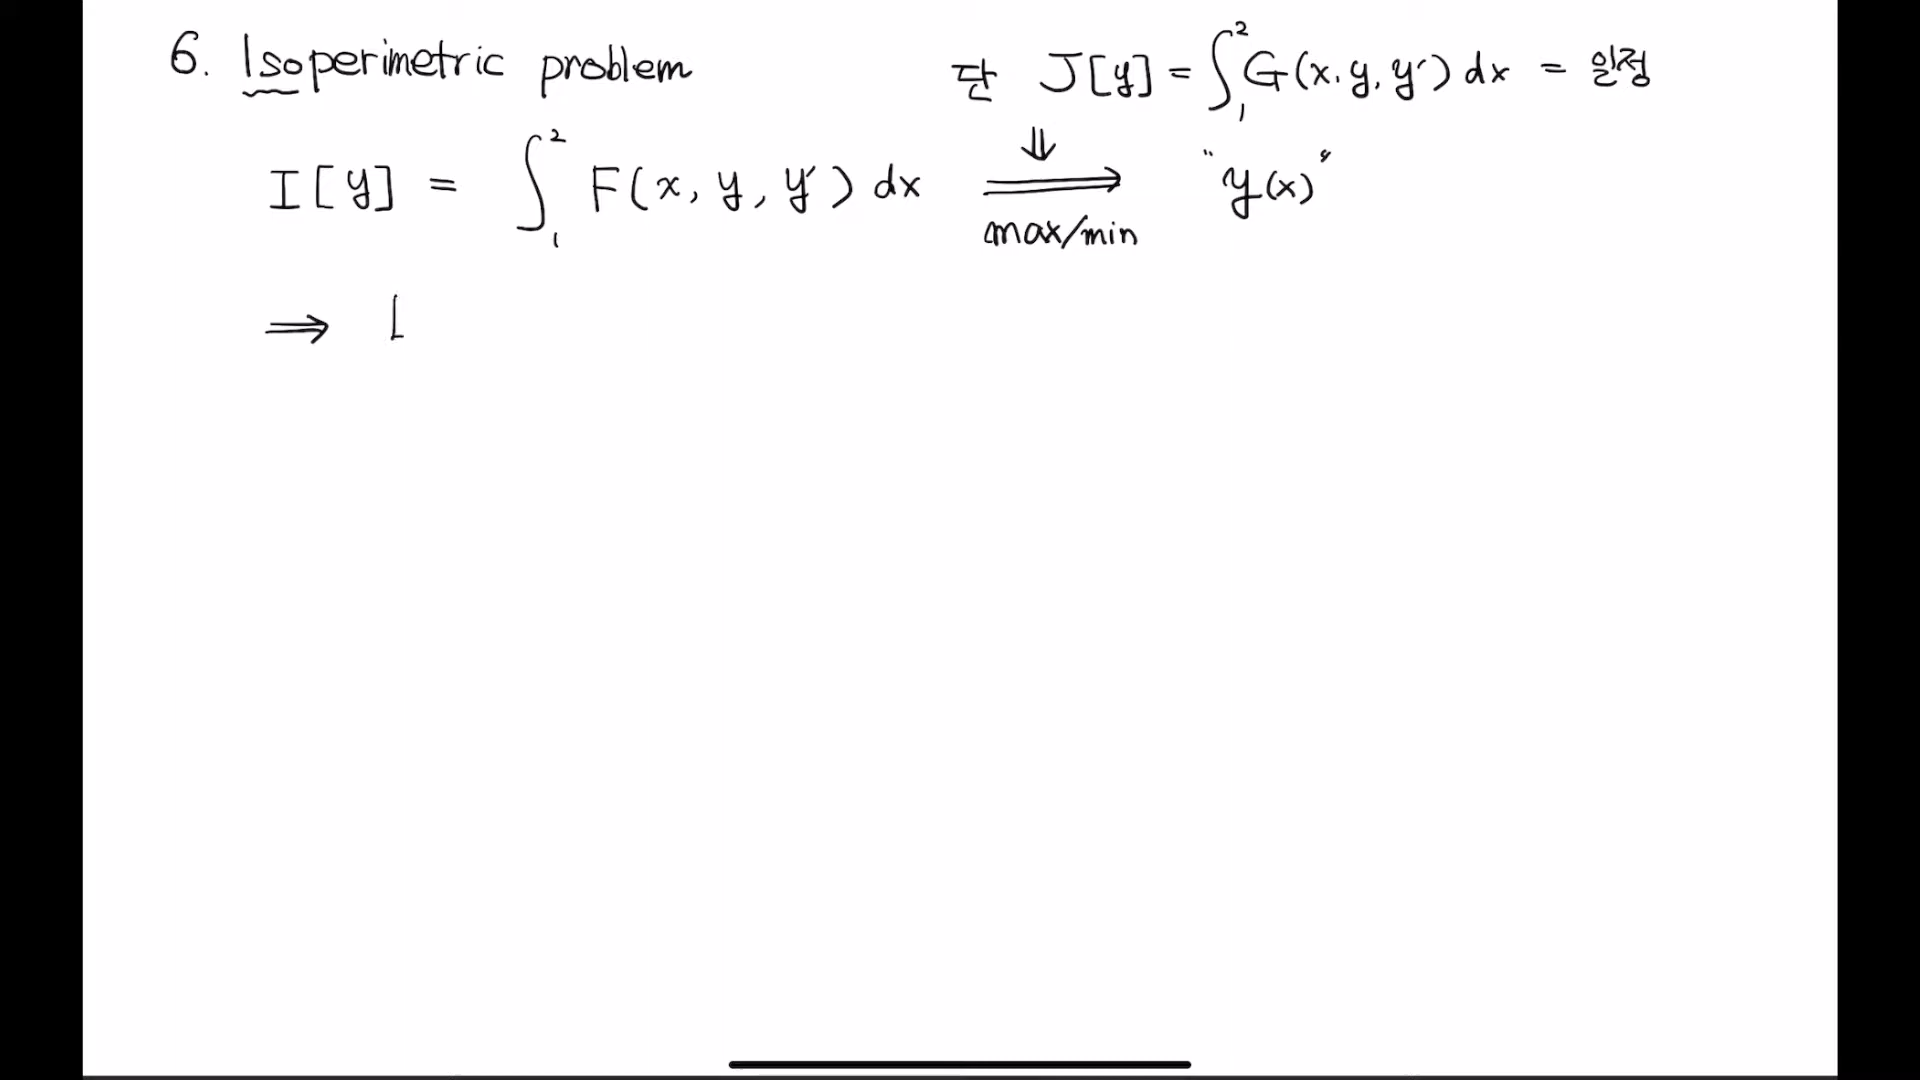 6. Isoperimetric problem 단 J[y] = ∫₁² G(x, y, y′) dx = 일정
I[y] = ∫₁² F(x, y, y′) dx ⇓ ⟹ max/min "y(x)"
⟹ L